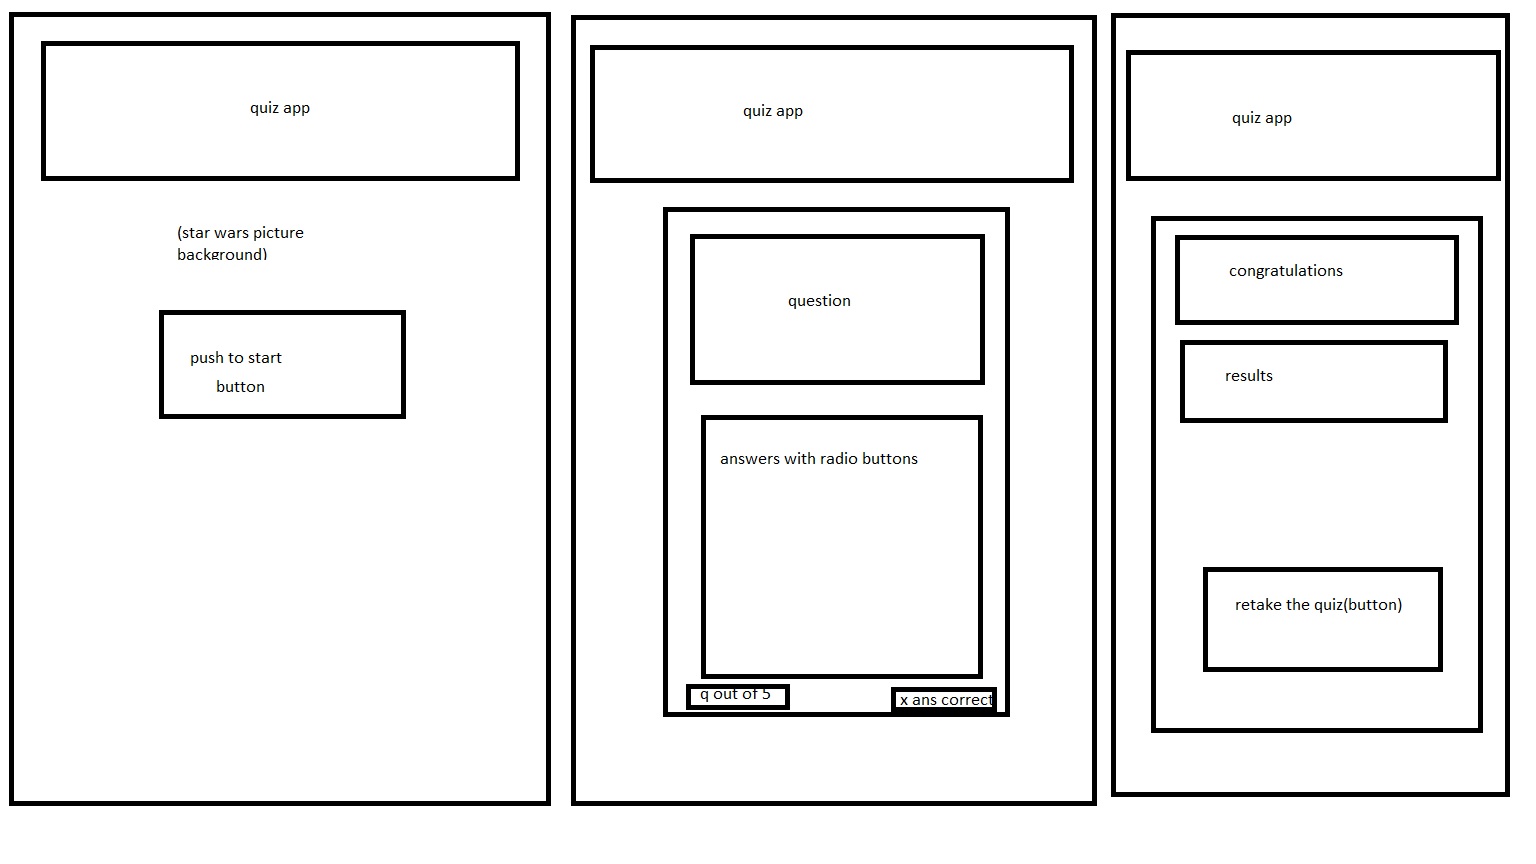 quiz app
(star wars picture
background)
push to start
button
quiz app
question
answers with radio buttons
q out of 5
x ans correct
quiz app
congratulations
results
retake the quiz(button)